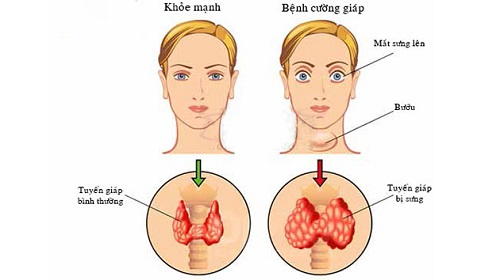 Khỏe mạnh
Bệnh cường giáp
Mắt sưng lên
Bướu
Tuyến giáp
bình thường
Tuyến giáp
bị sưng